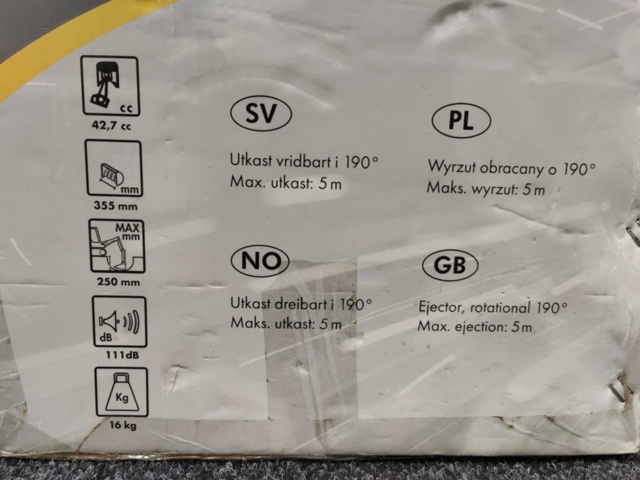 cc
42,7 cc
mm
355 mm
MAX
mm
250 mm
dB
111dB
Kg
16 kg
SV
Utkast vridbart i 190°
Max. utkast: 5 m
PL
Wyrzut obracany o 190°
Maks. wyrzut: 5 m
NO
Utkast dreibart i 190°
Maks. utkast: 5 m
GB
Ejector, rotational 190°
Max. ejection: 5 m